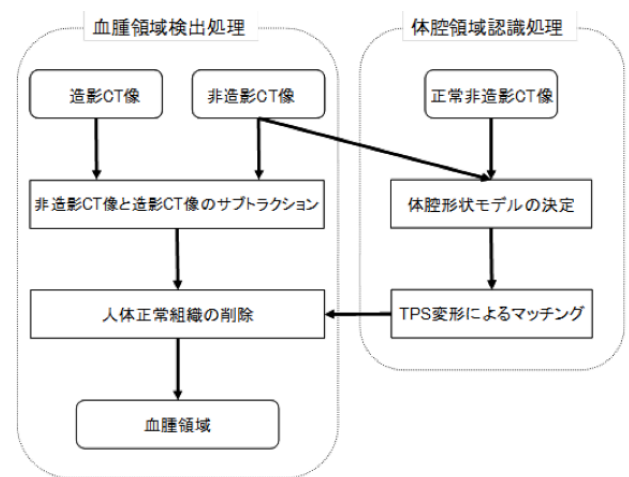 血腫領域検出処理
体腔領域認識処理
造影CT像
非造影CT像
正常非造影CT像
非造影CT像と造影CT像のサブトラクション
体腔形状モデルの決定
人体正常組織の削除
TPS変形によるマッチング
血腫領域